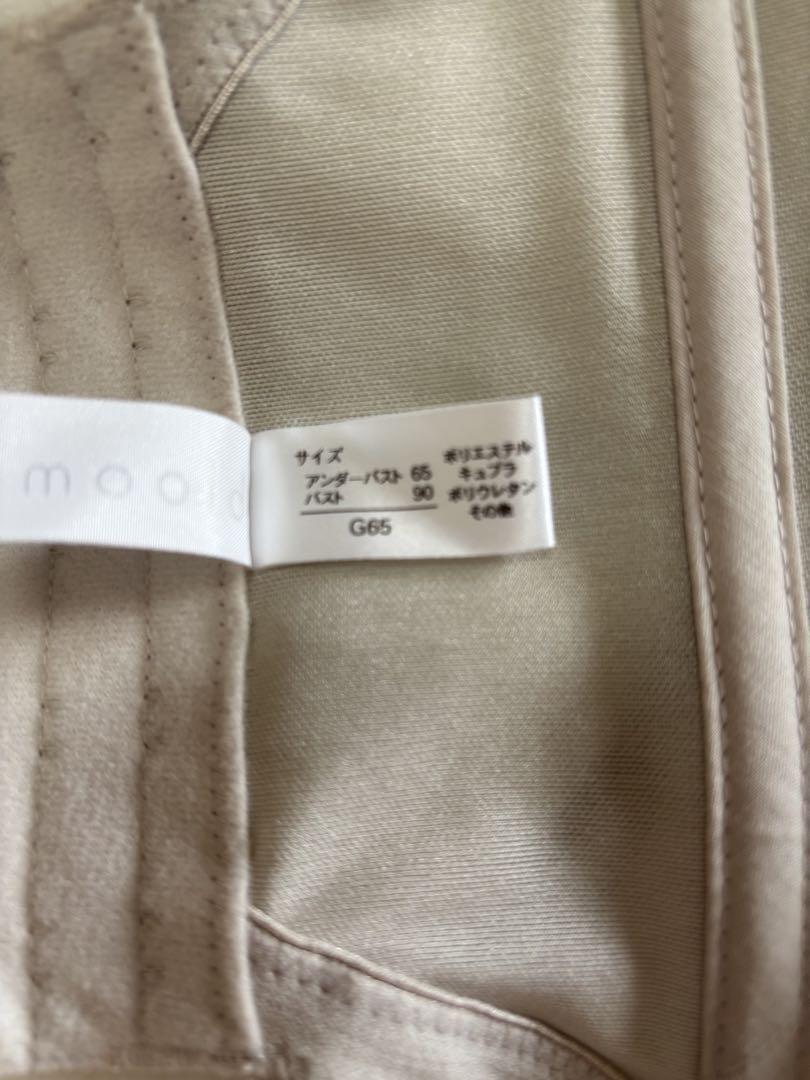 moo
サイズ
アンダーバスト 65
バスト 90
G65
ポリエステル
キュプラ
ポリウレタン
その他